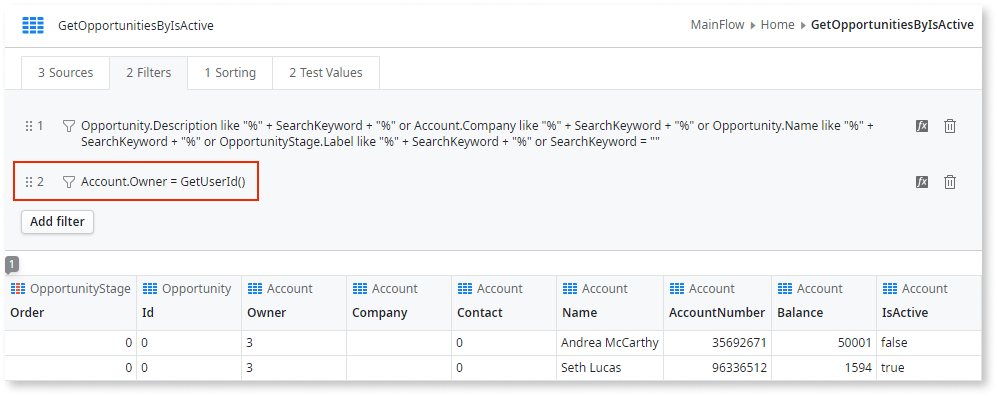 GetOpportunitiesByIsActive
MainFlow Home GetOpportunitiesByIsActive
3 Sources 2 Filters 1 Sorting 2 Test Values
1 Opportunity.Description like "%" + SearchKeyword + "%" or Account.Company like "%" + SearchKeyword + "%" or Opportunity.Name like "%" +
SearchKeyword + "%" or OpportunityStage.Label like "%" + SearchKeyword + "%" or SearchKeyword = ""
fx
2 Account.Owner = GetUserId()
fx
Add filter
1
OpportunityStage Opportunity Account Account Account Account Account Account Account
Order Id Owner Company Contact Name AccountNumber Balance IsActive
0 0 3 0 Andrea McCarthy 35692671 50001 false
0 0 3 0 Seth Lucas 96336512 1594 true